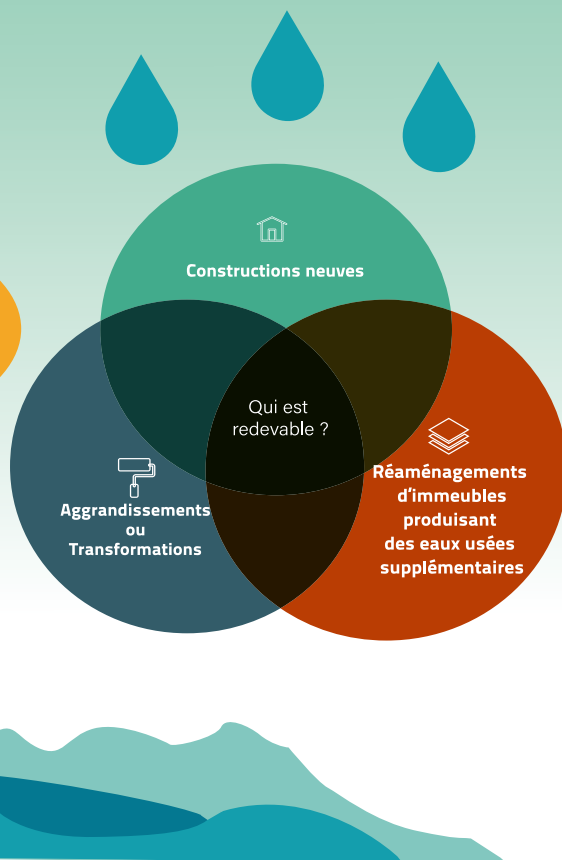 Constructions neuves
Qui est
redevable ?
Aggrandissements
ou
Transformations
Réaménagements
d’immeubles
produisant
des eaux usées
supplémentaires